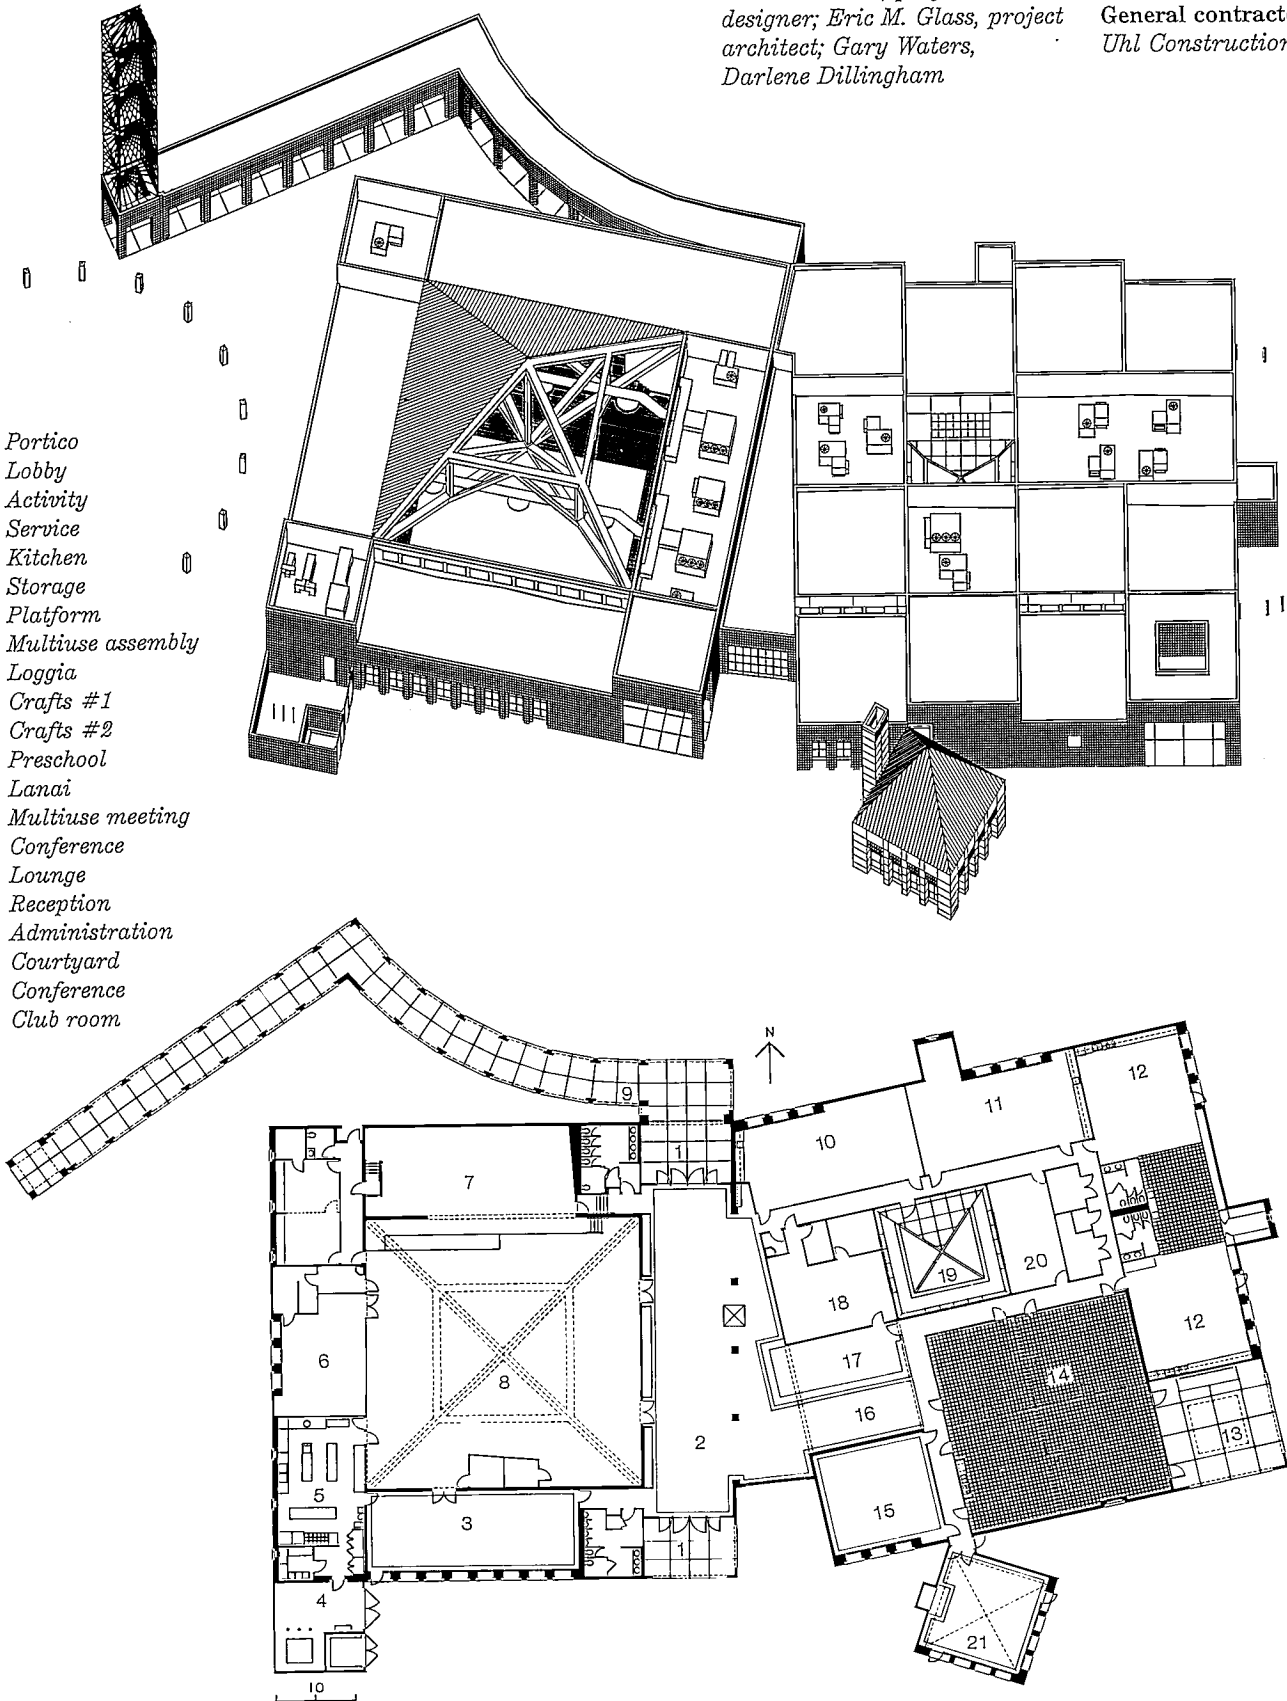 designer; Eric M. Glass, project
architect; Gary Waters,
Darlene Dillingham
General contract
Uhl Construction
Portico
Lobby
Activity
Service
Kitchen
Storage
Platform
Multiuse assembly
Loggia
Crafts #1
Crafts #2
Preschool
Lanai
Multiuse meeting
Conference
Lounge
Reception
Administration
Courtyard
Conference
Club room
N
9
1
7
10
11
12
6
8
18
19
20
12
17
16
14
13
2
5
3
15
1
4
21
10